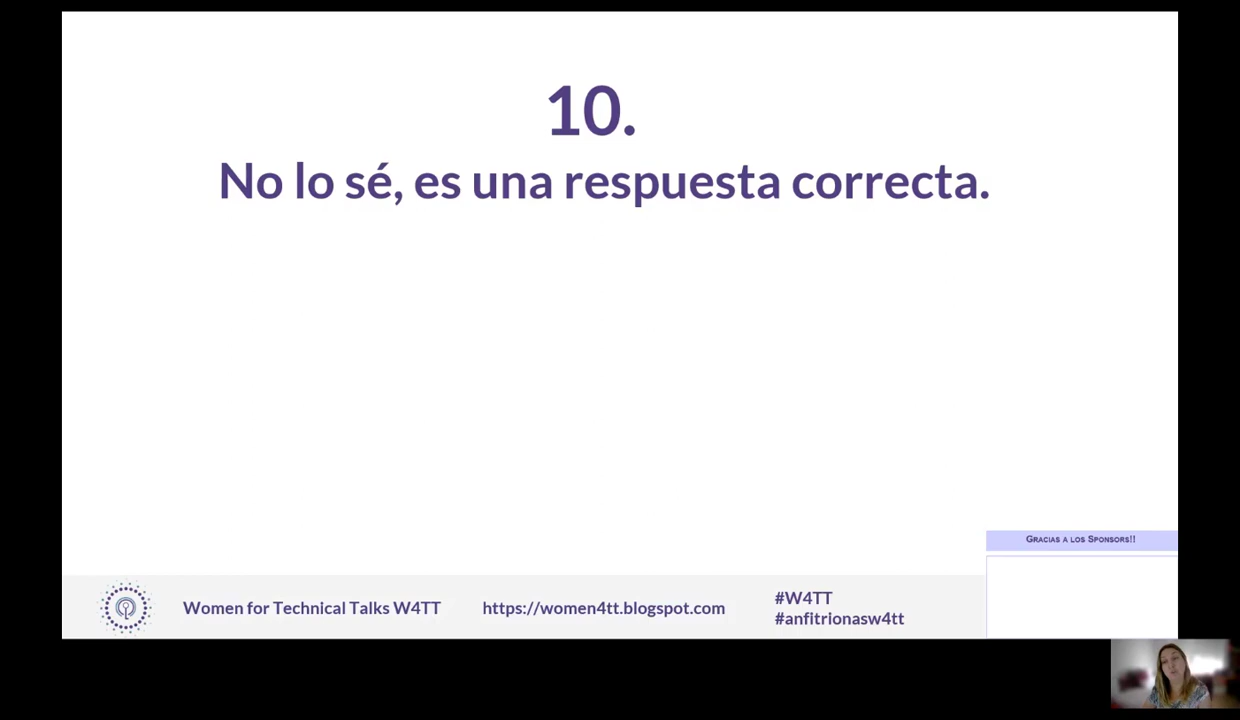 10.
No lo sé, es una respuesta correcta.
Gracias a los Sponsors!!
Women for Technical Talks W4TT
https://women4tt.blogspot.com
#W4TT
#anfitrionasw4tt